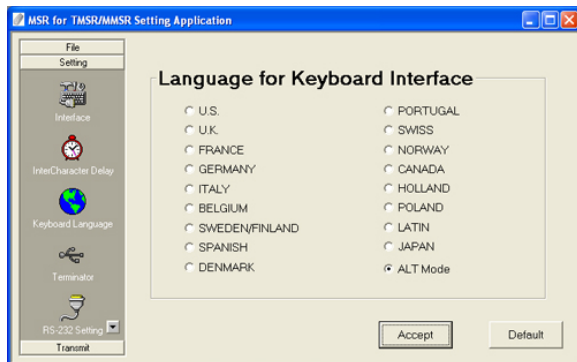 MSR for TMSR/MMSR Setting Application
File
Setting
Interface
InterCharacter Delay
Keyboard Language
Terminator
RS-232 Setting
Transmit
Language for Keyboard Interface
U.S.
U.K.
FRANCE
GERMANY
ITALY
BELGIUM
SWEDEN/FINLAND
SPANISH
DENMARK
PORTUGAL
SWISS
NORWAY
CANADA
HOLLAND
POLAND
LATIN
JAPAN
ALT Mode
Accept
Default